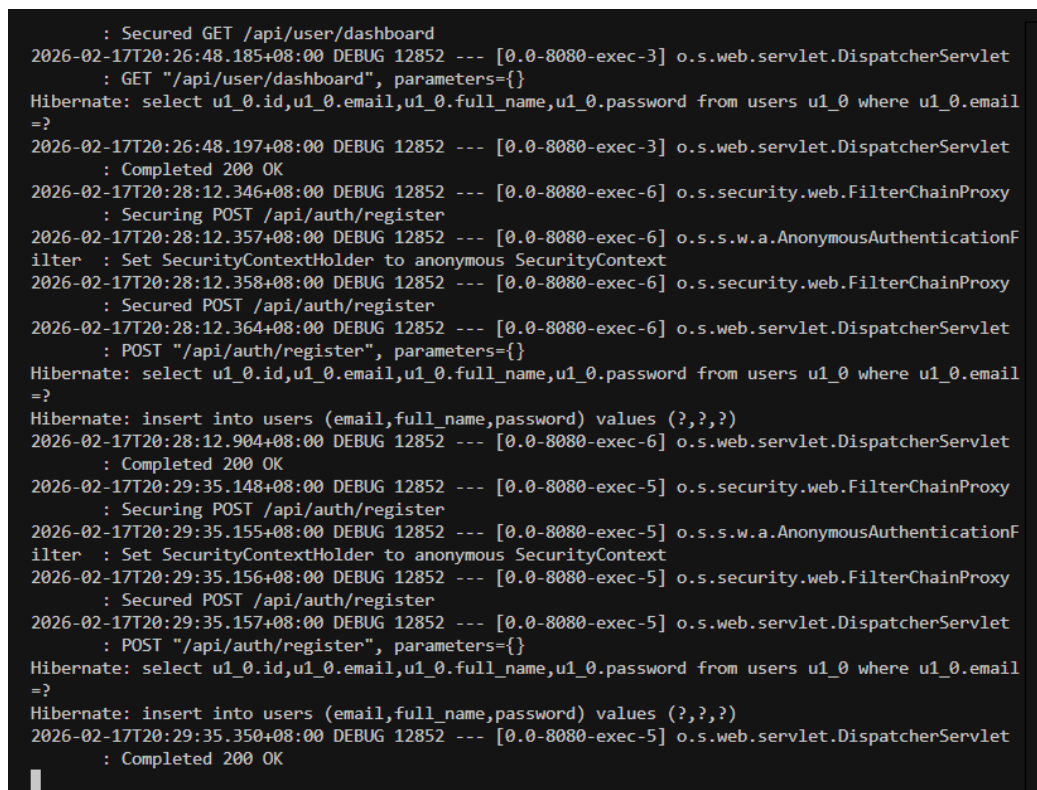 : Secured GET /api/user/dashboard
2026-02-17T20:26:48.185+08:00 DEBUG 12852 --- [0.0-8080-exec-3] o.s.web.servlet.DispatcherServlet
: GET "/api/user/dashboard", parameters={}
Hibernate: select u1_0.id,u1_0.email,u1_0.full_name,u1_0.password from users u1_0 where u1_0.email
=?
2026-02-17T20:26:48.197+08:00 DEBUG 12852 --- [0.0-8080-exec-3] o.s.web.servlet.DispatcherServlet
: Completed 200 OK
2026-02-17T20:28:12.346+08:00 DEBUG 12852 --- [0.0-8080-exec-6] o.s.security.web.FilterChainProxy
: Securing POST /api/auth/register
2026-02-17T20:28:12.357+08:00 DEBUG 12852 --- [0.0-8080-exec-6] o.s.s.w.a.AnonymousAuthenticationF
ilter  : Set SecurityContextHolder to anonymous SecurityContext
2026-02-17T20:28:12.358+08:00 DEBUG 12852 --- [0.0-8080-exec-6] o.s.security.web.FilterChainProxy
: Secured POST /api/auth/register
2026-02-17T20:28:12.364+08:00 DEBUG 12852 --- [0.0-8080-exec-6] o.s.web.servlet.DispatcherServlet
: POST "/api/auth/register", parameters={}
Hibernate: select u1_0.id,u1_0.email,u1_0.full_name,u1_0.password from users u1_0 where u1_0.email
=?
Hibernate: insert into users (email,full_name,password) values (?,?,?)
2026-02-17T20:28:12.904+08:00 DEBUG 12852 --- [0.0-8080-exec-6] o.s.web.servlet.DispatcherServlet
: Completed 200 OK
2026-02-17T20:29:35.148+08:00 DEBUG 12852 --- [0.0-8080-exec-5] o.s.security.web.FilterChainProxy
: Securing POST /api/auth/register
2026-02-17T20:29:35.155+08:00 DEBUG 12852 --- [0.0-8080-exec-5] o.s.s.w.a.AnonymousAuthenticationF
ilter  : Set SecurityContextHolder to anonymous SecurityContext
2026-02-17T20:29:35.156+08:00 DEBUG 12852 --- [0.0-8080-exec-5] o.s.security.web.FilterChainProxy
: Secured POST /api/auth/register
2026-02-17T20:29:35.157+08:00 DEBUG 12852 --- [0.0-8080-exec-5] o.s.web.servlet.DispatcherServlet
: POST "/api/auth/register", parameters={}
Hibernate: select u1_0.id,u1_0.email,u1_0.full_name,u1_0.password from users u1_0 where u1_0.email
=?
Hibernate: insert into users (email,full_name,password) values (?,?,?)
2026-02-17T20:29:35.350+08:00 DEBUG 12852 --- [0.0-8080-exec-5] o.s.web.servlet.DispatcherServlet
: Completed 200 OK